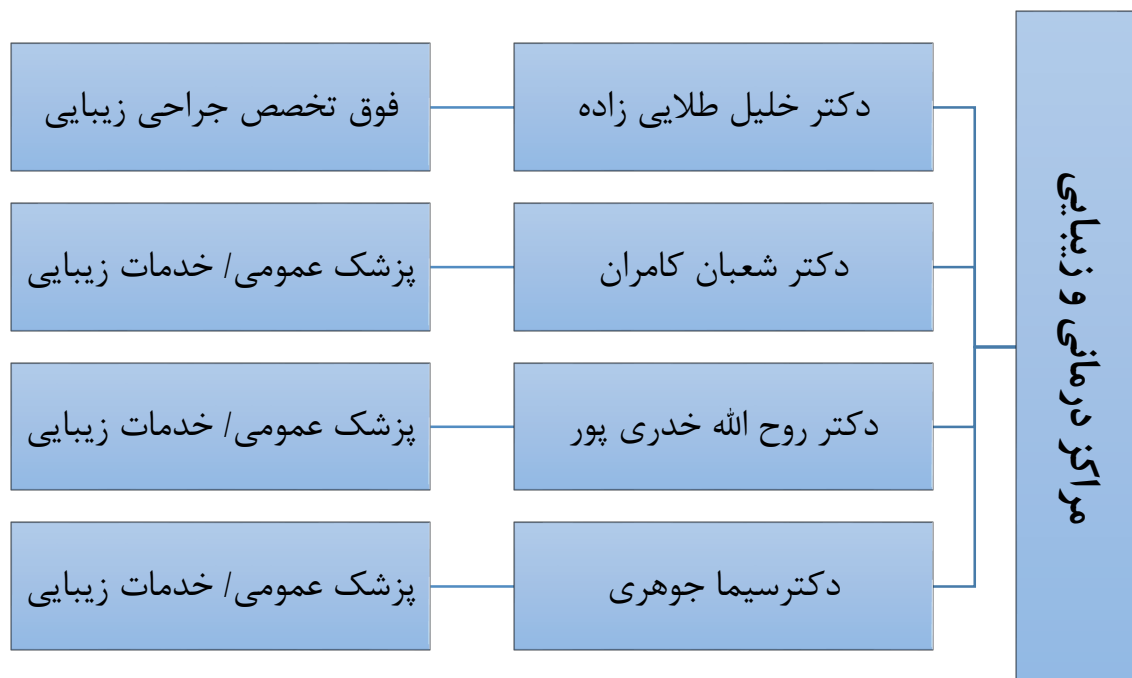 مراکز درمانی و زیبایی
دکتر خلیل طلایی زاده
فوق تخصص جراحی زیبایی
دکتر شعبان کامران
پزشک عمومی/ خدمات زیبایی
دکتر روح الله خدری پور
پزشک عمومی/ خدمات زیبایی
دکترسیما جوهری
پزشک عمومی/ خدمات زیبایی